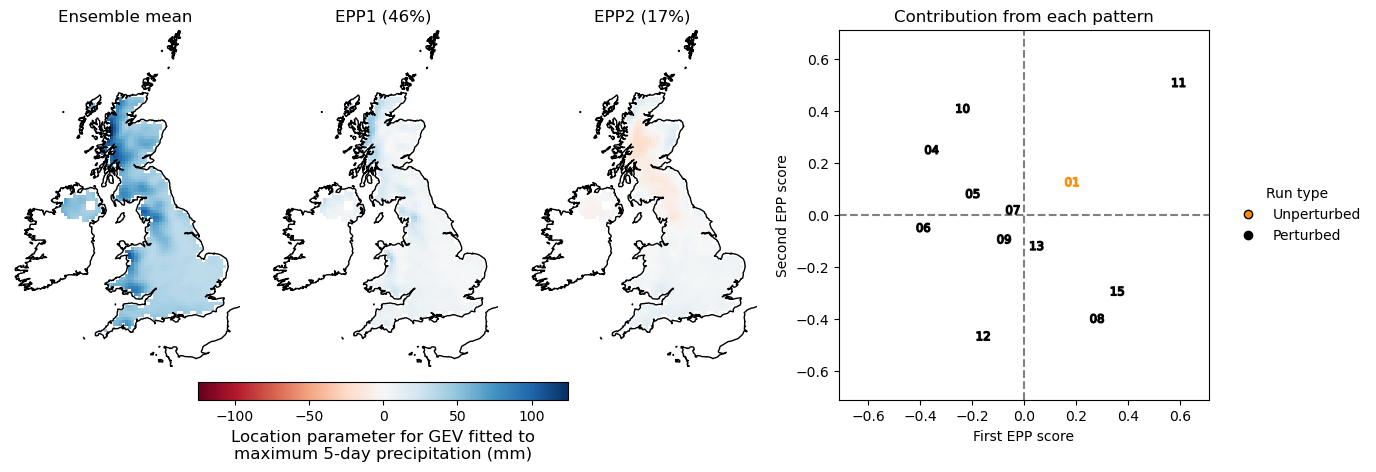 Ensemble mean
EPP1 (46%)
EPP2 (17%)
Contribution from each pattern
−100
−50
0
50
100
Location parameter for GEV fitted to
maximum 5-day precipitation (mm)
Second EPP score
0.6
0.4
0.2
0.0
−0.2
−0.4
−0.6
11
10
04
01
05
07
06
09
13
15
08
12
−0.6
−0.4
−0.2
0.0
0.2
0.4
0.6
First EPP score
Run type
Unperturbed
Perturbed